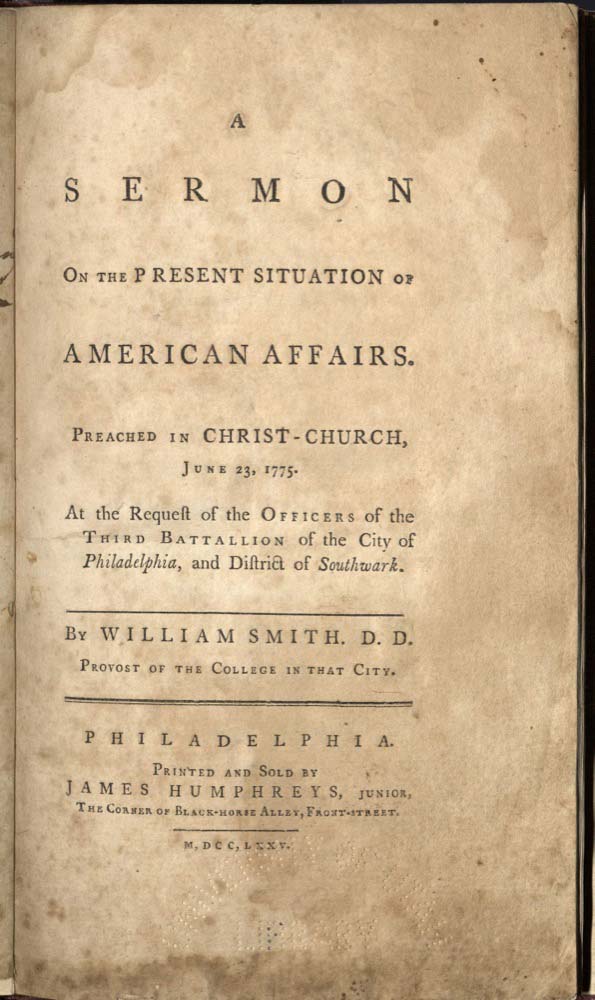 A
SERMON
ON THE PRESENT SITUATION OF
AMERICAN AFFAIRS.
PREACHED IN CHRIST-CHURCH,
JUNE 23, 1775.
At the Requeſt of the OFFICERS of the
THIRD BATTALLION of the City of
Philadelphia, and Diſtrict of Southwark.
BY WILLIAM SMITH. D. D.
PROVOST OF THE COLLEGE IN THAT CITY.
PHILADELPHIA.
PRINTED AND SOLD BY
JAMES HUMPHREYS, JUNIOR,
THE CORNER OF BLACK-HORSE ALLEY, FRONT-STREET.
M,DCC,LXXV.